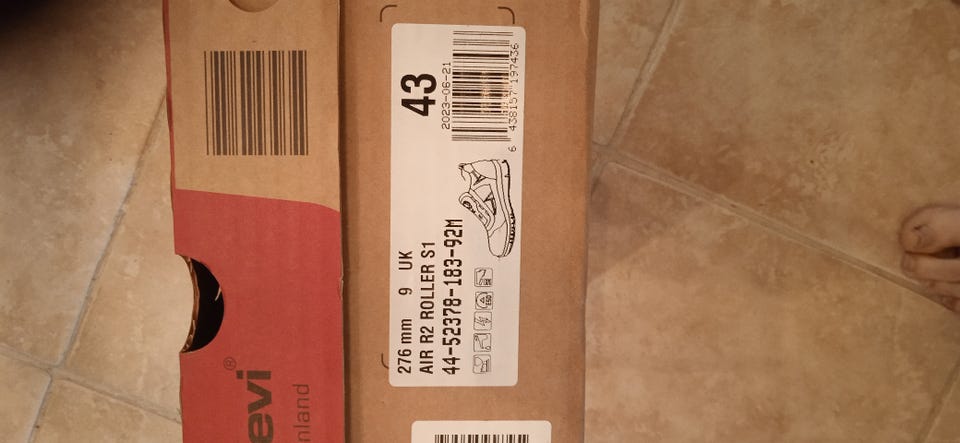 43
2023-06-21
6 438157 197436
276 mm 9 UK
AIR R2 ROLLER S1
44-52378-183-92M
ESD
evi®
nland